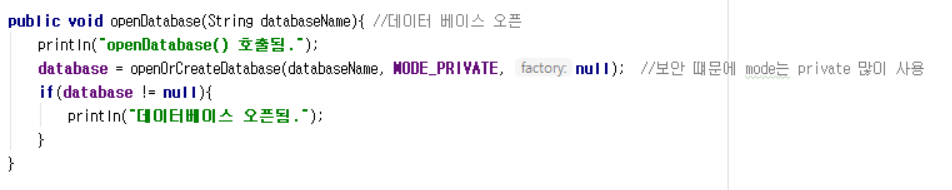 public void openDatabase(String databaseName){ //데이터 베이스 오픈
println("openDatabase() 호출됨.");
database = openOrCreateDatabase(databaseName, MODE_PRIVATE, factory: null); //보안 때문에 mode는 private 많이 사용
if(database != null){
println("데이터베이스 오픈됨.");
}
}